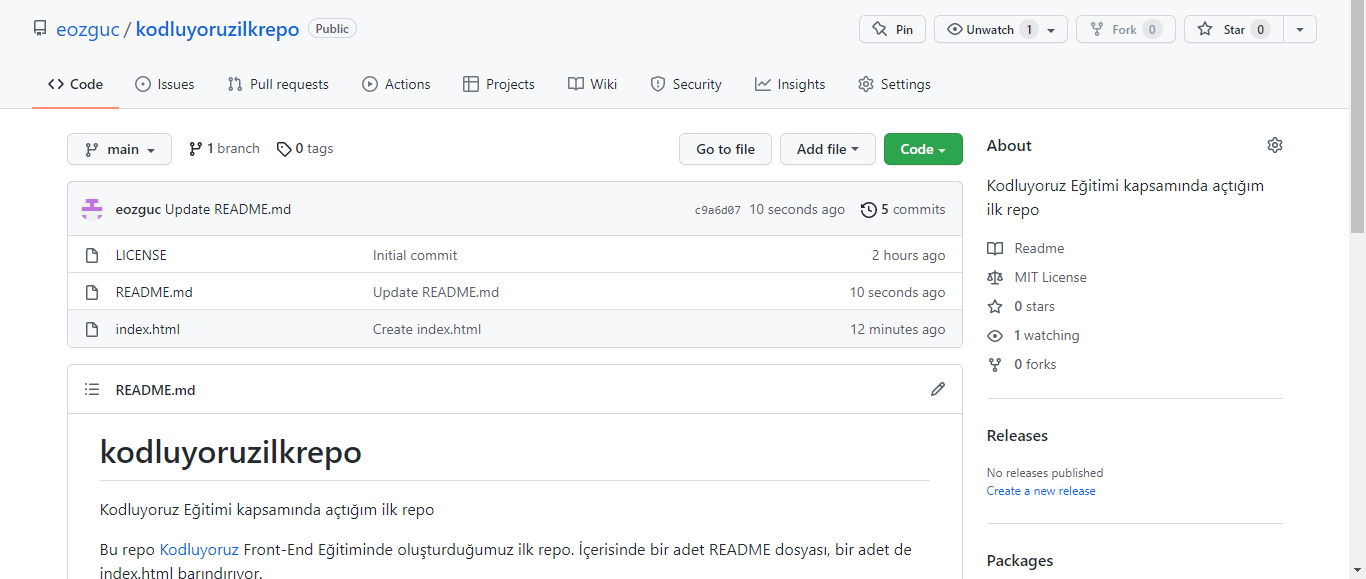 eozguc / kodluyoruzilkrepo Public
Pin
Unwatch 1
Fork 0
Star 0
Code
Issues
Pull requests
Actions
Projects
Wiki
Security
Insights
Settings
main
1 branch
0 tags
Go to file
Add file
Code
eozguc Update README.md
c9a6d07 10 seconds ago
5 commits
LICENSE Initial commit 2 hours ago
README.md Update README.md 10 seconds ago
index.html Create index.html 12 minutes ago
README.md
kodluyoruzilkrepo
Kodluyoruz Eğitimi kapsamında açtığım ilk repo
Bu repo Kodluyoruz Front-End Eğitiminde oluşturduğumuz ilk repo. İçerisinde bir adet README dosyası, bir adet de
index.html barındırıyor.
About
Kodluyoruz Eğitimi kapsamında açtığım
ilk repo
Readme
MIT License
0 stars
1 watching
0 forks
Releases
No releases published
Create a new release
Packages